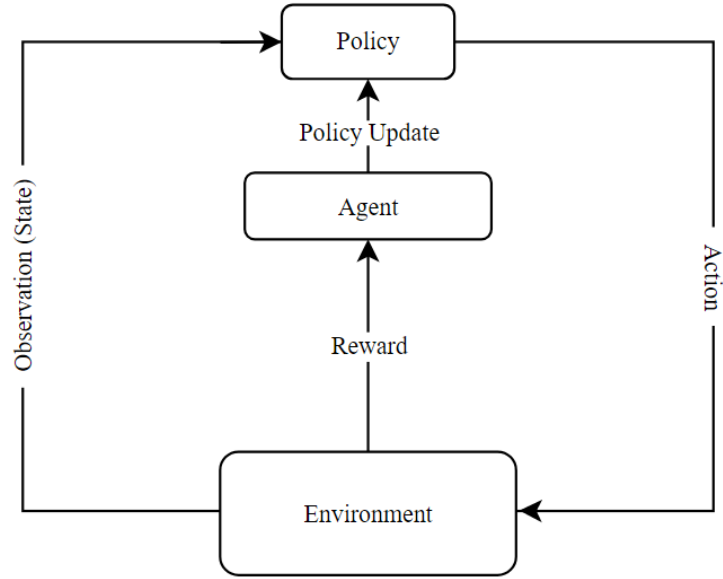 Policy
Policy Update
Agent
Observation (State)
Action
Reward
Environment